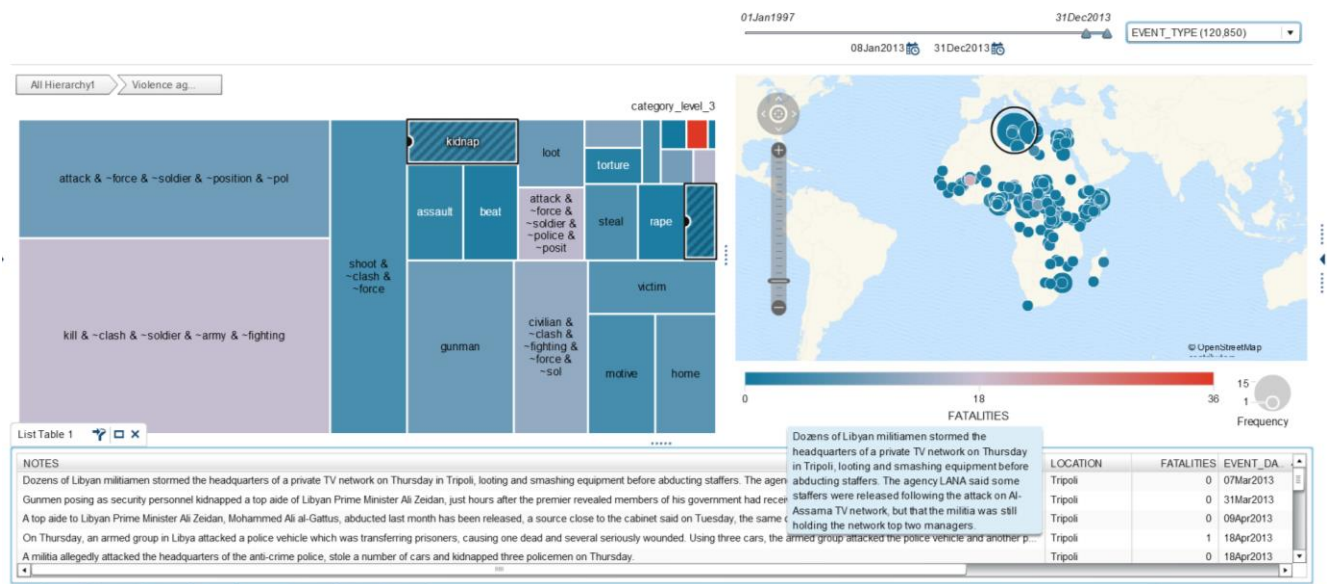 01Jan1997 31Dec2013
EVENT_TYPE (120,850)
08Jan2013 31Dec2013
All Hierarchy1 Violence ag...
category_level_3
attack & ~force & ~soldier & ~position & ~pol
kill & ~clash & ~soldier & ~army & ~fighting
shoot &
~clash &
~force
kidnap
assault
beat
gunman
loot
attack &
~force &
~soldier &
~police &
~posit
civilian &
~clash &
~fighting &
~force &
~sol
torture
steal
rape
victim
motive
home
© OpenStreetMap
0 18 36
FATALITIES
15
1
Frequency
List Table 1
NOTES LOCATION FATALITIES EVENT_DA..
Dozens of Libyan militiamen stormed the headquarters of a private TV network on Thursday in Tripoli, looting and smashing equipment before abducting staffers. The agen Tripoli 0 07Mar2013
Gunmen posing as security personnel kidnapped a top aide of Libyan Prime Minister Ali Zeidan, just hours after the premier revealed members of his government had recei Tripoli 0 31Mar2013
A top aide to Libyan Prime Minister Ali Zeidan, Mohammed Ali al-Gattus, abducted last month has been released, a source close to the cabinet said on Tuesday, the same Tripoli 0 09Apr2013
On Thursday, an armed group in Libya attacked a police vehicle which was transferring prisoners, causing one dead and several seriously wounded. Using three cars, the armed group attacked the police vehicle and another p... Tripoli 1 18Apr2013
A militia allegedly attacked the headquarters of the anti-crime police, stole a number of cars and kidnapped three policemen on Thursday. Tripoli 0 18Apr2013
Dozens of Libyan militiamen stormed the
headquarters of a private TV network on Thursday
in Tripoli, looting and smashing equipment before
abducting staffers. The agency LANA said some
staffers were released following the attack on Al-
Assama TV network, but that the militia was still
holding the network top two managers.